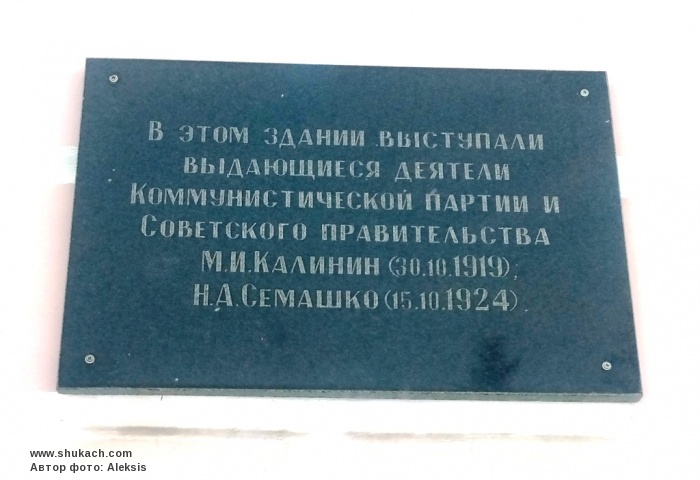 В ЭТОМ ЗДАНИИ ВЫСТУПАЛИ
ВЫДАЮЩИЕСЯ ДЕЯТЕЛИ
КОММУНИСТИЧЕСКОЙ ПАРТИИ И
СОВЕТСКОГО ПРАВИТЕЛЬСТВА
М.И.КАЛИНИН (30.10.1919),
Н.А.СЕМАШКО (15.10.1924).
www.shukach.com
Автор фото: Aleksis